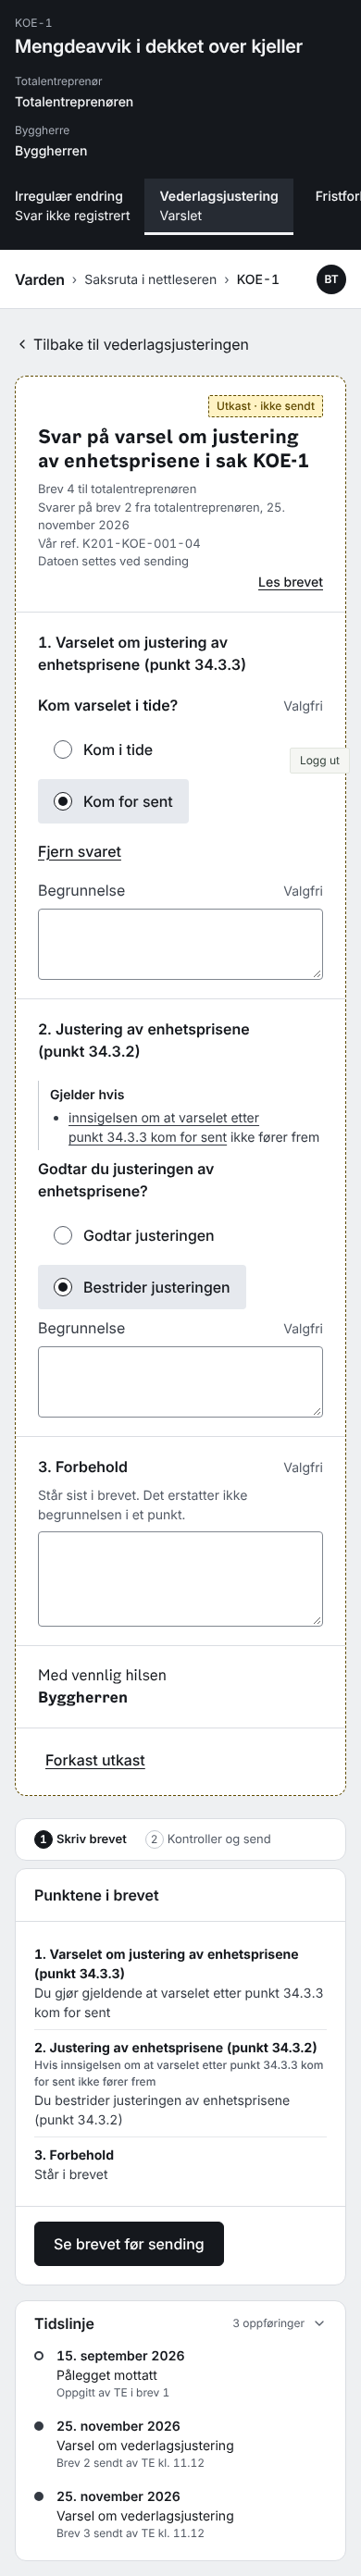 KOE-1
Mengdeavvik i dekket over kjeller
Totalentreprenør
Totalentreprenøren
Byggherre
Byggherren
Irregulær endring
Svar ikke registrert
Vederlagsjustering
Varslet
Fristforl
Varden › Saksruta i nettleseren › KOE-1
BT
Tilbake til vederlagsjusteringen
Utkast · ikke sendt
Svar på varsel om justering
av enhetsprisene i sak KOE-1
Brev 4 til totalentreprenøren
Svarer på brev 2 fra totalentreprenøren, 25.
november 2026
Vår ref. K201-KOE-001-04
Datoen settes ved sending
Les brevet
1. Varselet om justering av
enhetsprisene (punkt 34.3.3)
Kom varselet i tide? Valgfri
Kom i tide
Logg ut
Kom for sent
Fjern svaret
Begrunnelse Valgfri
2. Justering av enhetsprisene
(punkt 34.3.2)
Gjelder hvis
• innsigelsen om at varselet etter
punkt 34.3.3 kom for sent ikke fører frem
Godtar du justeringen av
enhetsprisene?
Godtar justeringen
Bestrider justeringen
Begrunnelse Valgfri
3. Forbehold Valgfri
Står sist i brevet. Det erstatter ikke
begrunnelsen i et punkt.
Med vennlig hilsen
Byggherren
Forkast utkast
1 Skriv brevet 2 Kontroller og send
Punktene i brevet
1. Varselet om justering av enhetsprisene
(punkt 34.3.3)
Du gjør gjeldende at varselet etter punkt 34.3.3
kom for sent
2. Justering av enhetsprisene (punkt 34.3.2)
Hvis innsigelsen om at varselet etter punkt 34.3.3 kom
for sent ikke fører frem
Du bestrider justeringen av enhetsprisene
(punkt 34.3.2)
3. Forbehold
Står i brevet
Se brevet før sending
Tidslinje 3 oppføringer
15. september 2026
Pålegget mottatt
Oppgitt av TE i brev 1
25. november 2026
Varsel om vederlagsjustering
Brev 2 sendt av TE kl. 11.12
25. november 2026
Varsel om vederlagsjustering
Brev 3 sendt av TE kl. 11.12